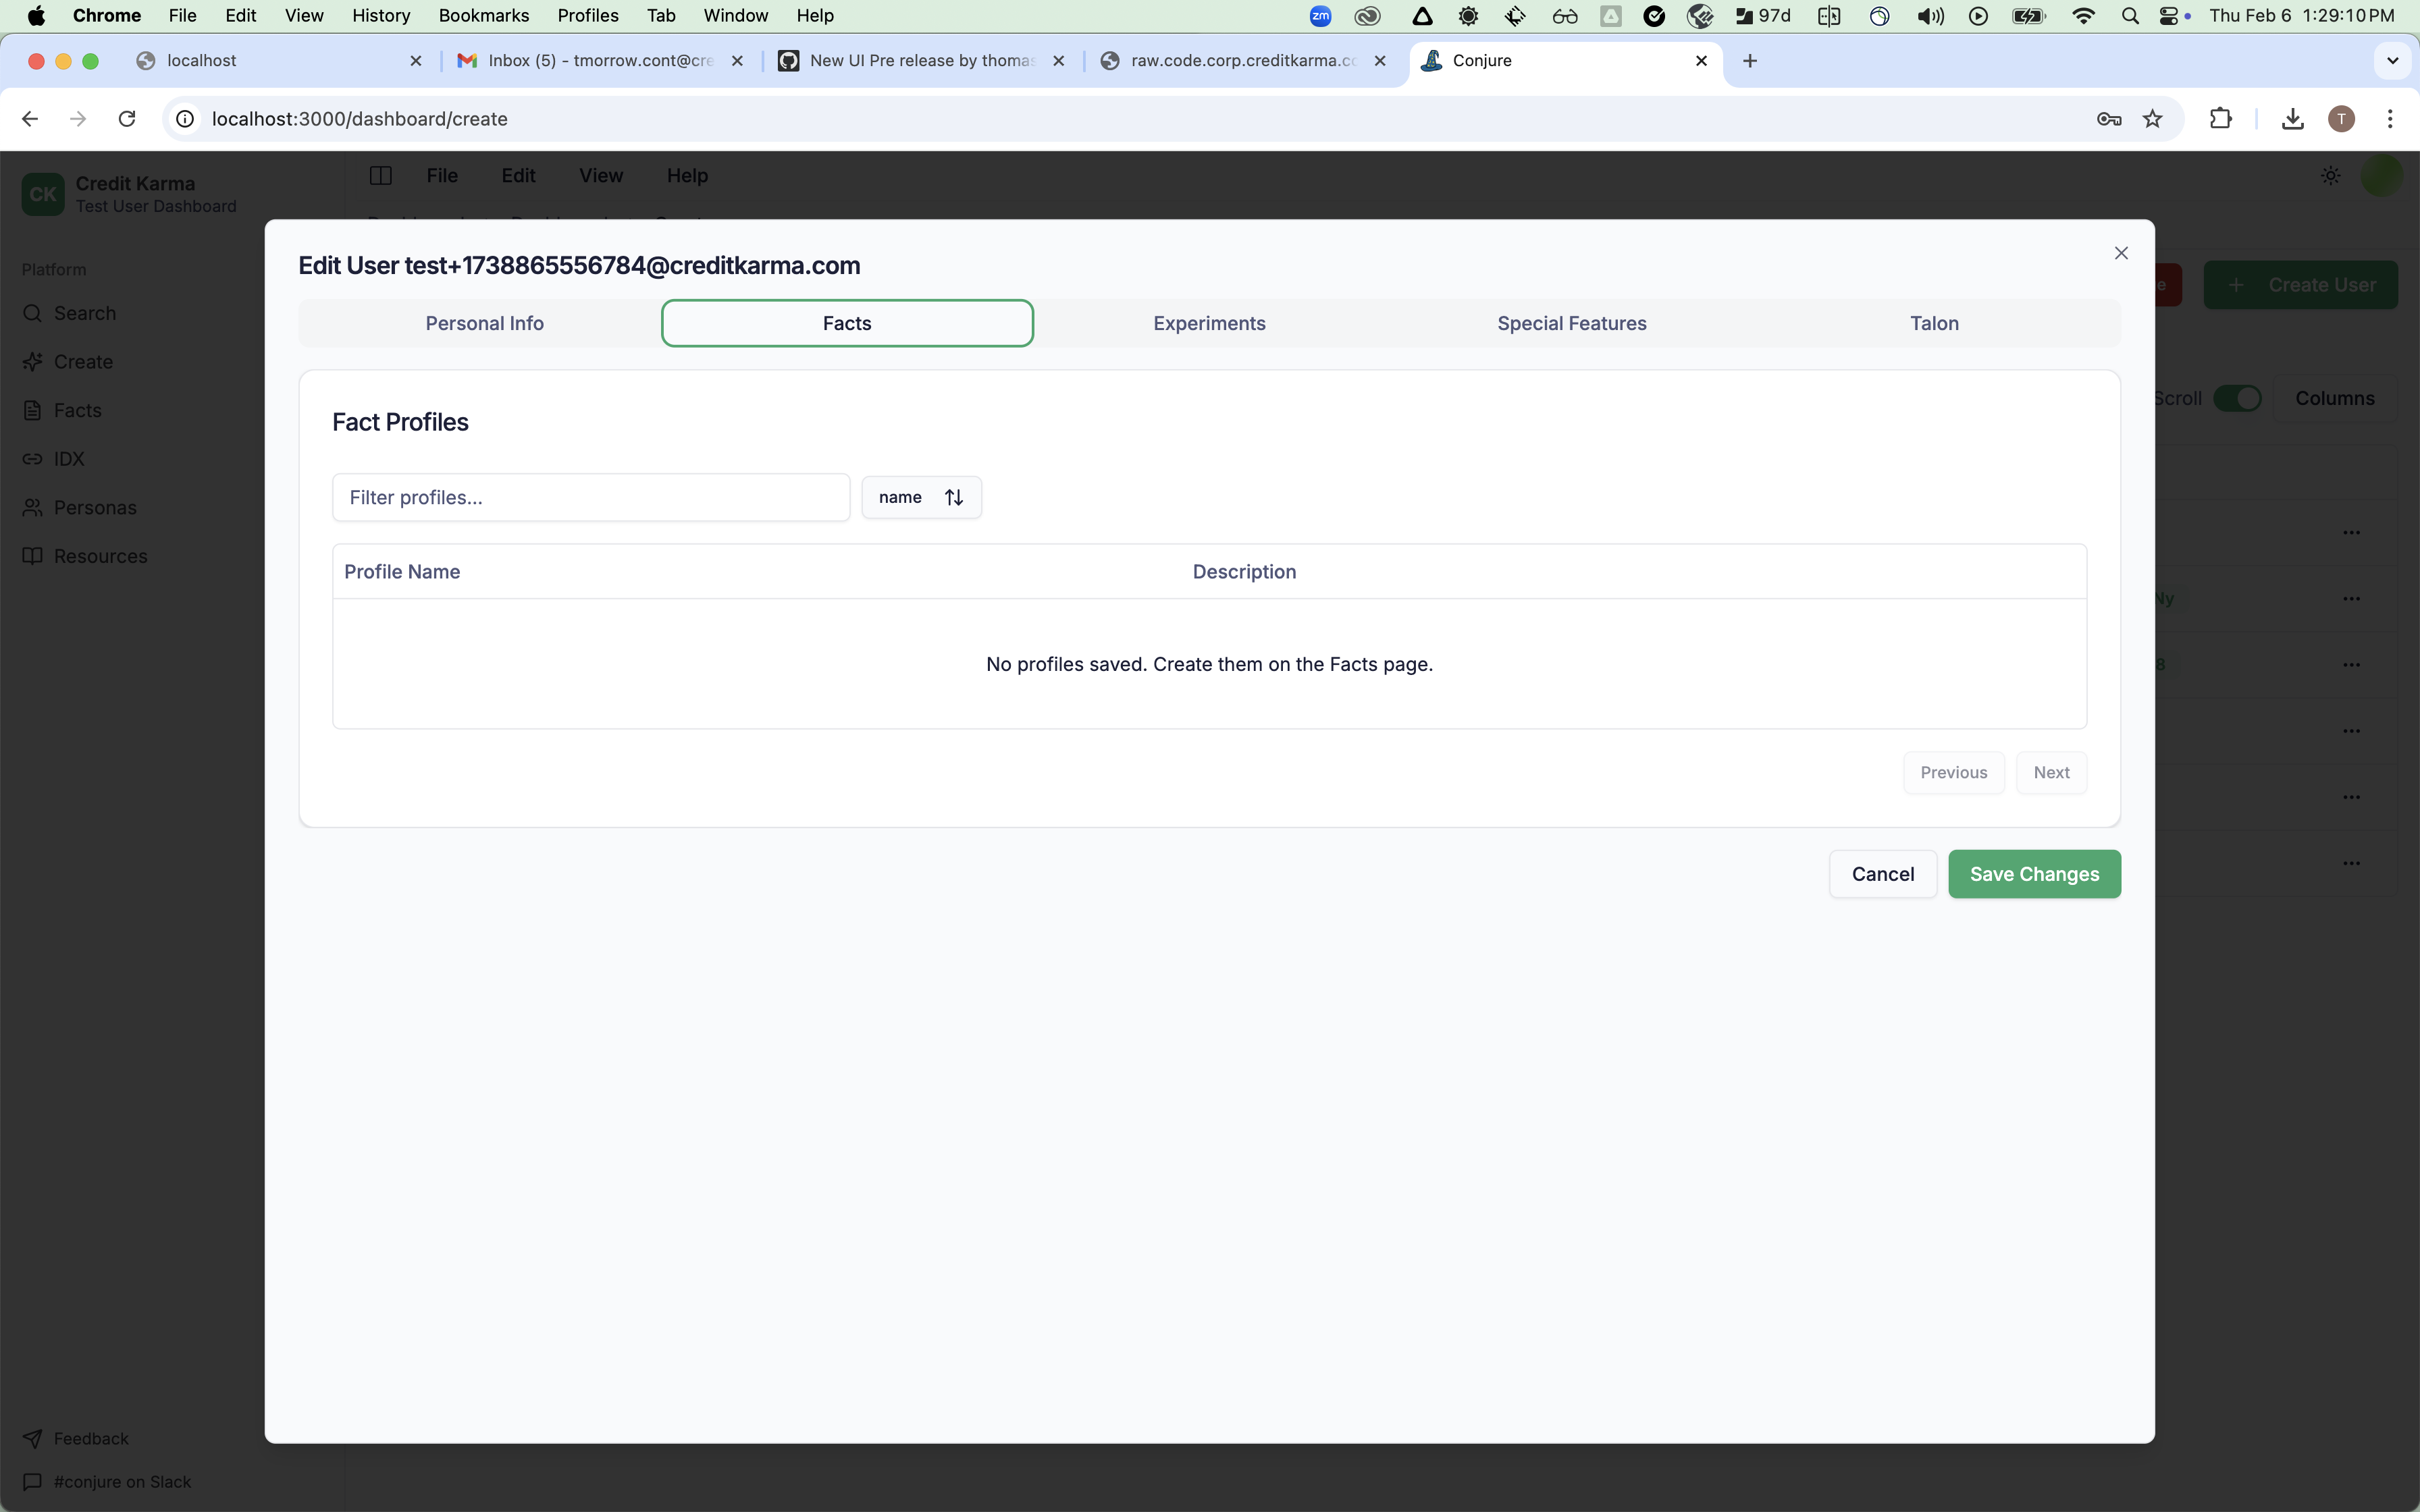 Chrome File Edit View History Bookmarks Profiles Tab Window Help zm 97d Thu Feb 6 1:29:10 PM
localhost Inbox (5) - tmorrow.cont@cre New UI Pre release by thomas raw.code.corp.creditkarma.co Conjure
localhost:3000/dashboard/create T
CK Credit Karma
Test User Dashboard
File Edit View Help
Platform
Search
Create
Facts
IDX
Personas
Resources
Feedback
#conjure on Slack
e + Create User
Scroll Columns
Ny
8
Edit User test+1738865556784@creditkarma.com
Personal Info Facts Experiments Special Features Talon
Fact Profiles
Filter profiles... name
Profile Name Description
No profiles saved. Create them on the Facts page.
Previous Next
Cancel Save Changes